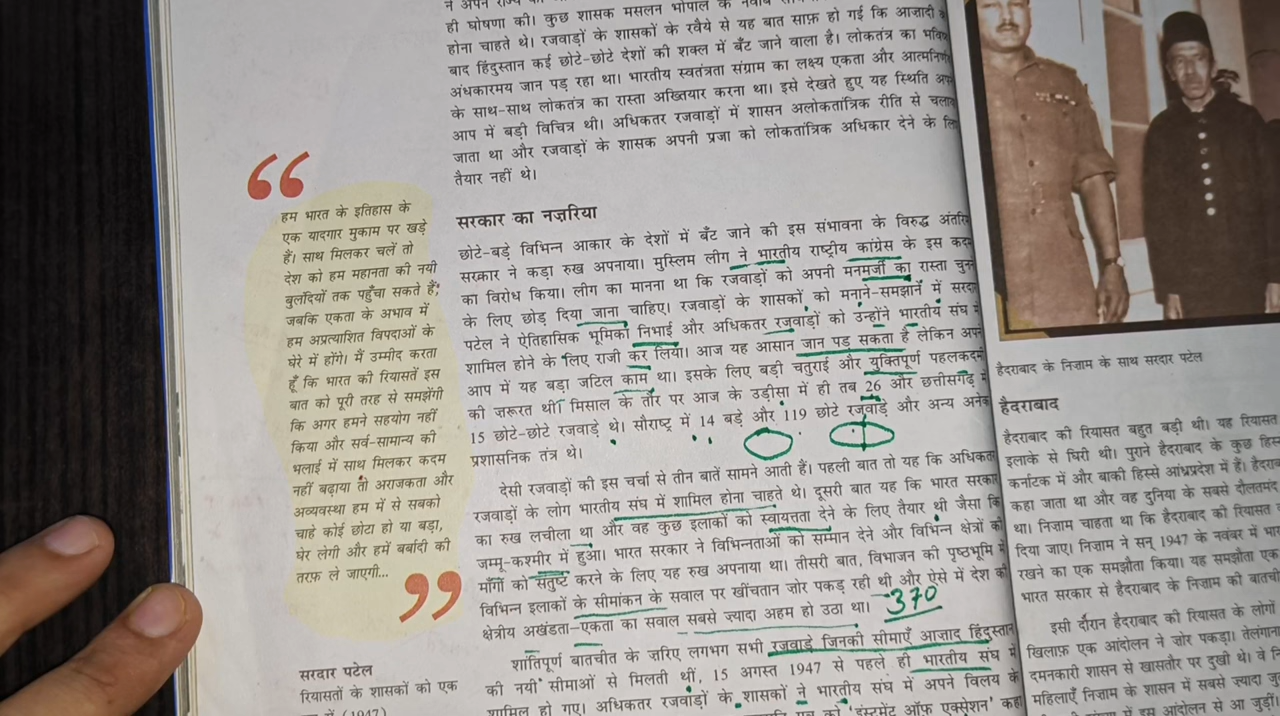 ही घोषणा की। कुछ शासक मसलन भोपाल के नवाब
होना चाहते थे। रजवाड़ों के शासकों के रवैये से यह बात साफ़ हो गई कि आज़ादी के
बाद हिंदुस्तान कई छोटे-छोटे देशों की शक्ल में बँट जाने वाला है। लोकतंत्र का
अंधकारमय जान पड़ रहा था। भारतीय स्वतंत्रता संग्राम का लक्ष्य एकता और
के साथ-साथ लोकतंत्र का रास्ता अख्तियार करना था। इसे देखते हुए यह स्थिति
आप में बड़ी विचित्र थी। अधिकतर रजवाड़ों में शासन अलोकतांत्रिक रीति से
जाता था और रजवाड़ों के शासक अपनी प्रजा को लोकतांत्रिक अधिकार देने के
तैयार नहीं थे।
सरकार का नज़रिया
छोटे-बड़े विभिन्न आकार के देशों में बँट जाने की इस संभावना के विरुद्ध
सरकार ने कड़ा रुख अपनाया। मुस्लिम लीग ने भारतीय राष्ट्रीय कांग्रेस के इस
का विरोध किया। लीग का मानना था कि रजवाड़ों को अपनी मनमर्जी का रास्ता
के लिए छोड़ दिया जाना चाहिए। रजवाड़ों के शासकों को मनाने-समझाने में
पटेल ने ऐतिहासिक भूमिका निभाई और अधिकतर रजवाड़ों को उन्होंने भारतीय संघ में
शामिल होने के लिए राजी कर लिया। आज यह आसान जान पड़ सकता है लेकिन
आप में यह बड़ा जटिल काम था। इसके लिए बड़ी चतुराई और युक्तिपूर्ण
की ज़रूरत थी। मिसाल के तौर पर आज के उड़ीसा में ही तब 26 और छत्तीसगढ़ में
15 छोटे-छोटे रजवाड़े थे। सौराष्ट्र में 14 बड़े और 119 छोटे रजवाड़े और अन्य
प्रशासनिक तंत्र थे।
देसी रजवाड़ों की इस चर्चा से तीन बातें सामने आती हैं। पहली बात तो यह कि
रजवाड़ों के लोग भारतीय संघ में शामिल होना चाहते थे। दूसरी बात यह कि भारत सरकार
का रुख लचीला था और वह कुछ इलाकों को स्वायत्तता देने के लिए तैयार थी जैसा कि
जम्मू-कश्मीर में हुआ। भारत सरकार ने विभिन्नताओं को सम्मान देने और विभिन्न क्षेत्रों की
माँगों को संतुष्ट करने के लिए यह रुख अपनाया था। तीसरी बात, विभाजन की पृष्ठभूमि में
विभिन्न इलाकों के सीमांकन के सवाल पर खींचतान ज़ोर पकड़ रही थी और ऐसे में देश की
क्षेत्रीय अखंडता-एकता का सवाल सबसे ज्यादा अहम हो उठा था।
370
शांतिपूर्ण बातचीत के जरिए लगभग सभी रजवाड़े जिनकी सीमाएँ आज़ाद हिंदुस्तान
की नयी सीमाओं से मिलती थीं, 15 अगस्त 1947 से पहले ही भारतीय संघ में
शामिल हो गए। अधिकतर रजवाड़ों के शासकों ने भारतीय संघ में अपने विलय के
को 'इंस्ट्रूमेंट ऑफ़ एक्सेशन' कहा
“
हम भारत के इतिहास के
एक यादगार मुकाम पर खड़े
हैं। साथ मिलकर चलें तो
देश को हम महानता की नयी
बुलंदियों तक पहुँचा सकते हैं,
जबकि एकता के अभाव में
हम अप्रत्याशित विपदाओं के
घेरे में होंगे। मैं उम्मीद करता
हूँ कि भारत की रियासतें इस
बात को पूरी तरह से समझेंगी
कि अगर हमने सहयोग नहीं
किया और सर्व-सामान्य की
भलाई में साथ मिलकर कदम
नहीं बढ़ाया तो अराजकता और
अव्यवस्था हम में से सबको
चाहे कोई छोटा हो या बड़ा,
घेर लेगी और हमें बर्बादी की
तरफ़ ले जाएगी...
”
सरदार पटेल
रियासतों के शासकों को एक
(1947)
हैदराबाद के निज़ाम के साथ सरदार पटेल
हैदराबाद
हैदराबाद की रियासत बहुत बड़ी थी। यह रियासत
इलाके से घिरी थी। पुराने हैदराबाद के कुछ
कर्नाटक में और बाकी हिस्से आंध्रप्रदेश में हैं।
कहा जाता था और वह दुनिया के सबसे दौलतमंद
था। निज़ाम चाहता था कि हैदराबाद की रियासत
दिया जाए। निज़ाम ने सन् 1947 के नवंबर में
रखने का एक समझौता किया। यह समझौता एक
भारत सरकार से हैदराबाद के निज़ाम की
इसी दौरान हैदराबाद की रियासत के लोगों
खिलाफ़ एक आंदोलन ने ज़ोर पकड़ा।
दमनकारी शासन से खासतौर पर दुखी थे।
महिलाएँ निज़ाम के शासन में सबसे ज्यादा
में इस आंदोलन से आ जुड़ीं।